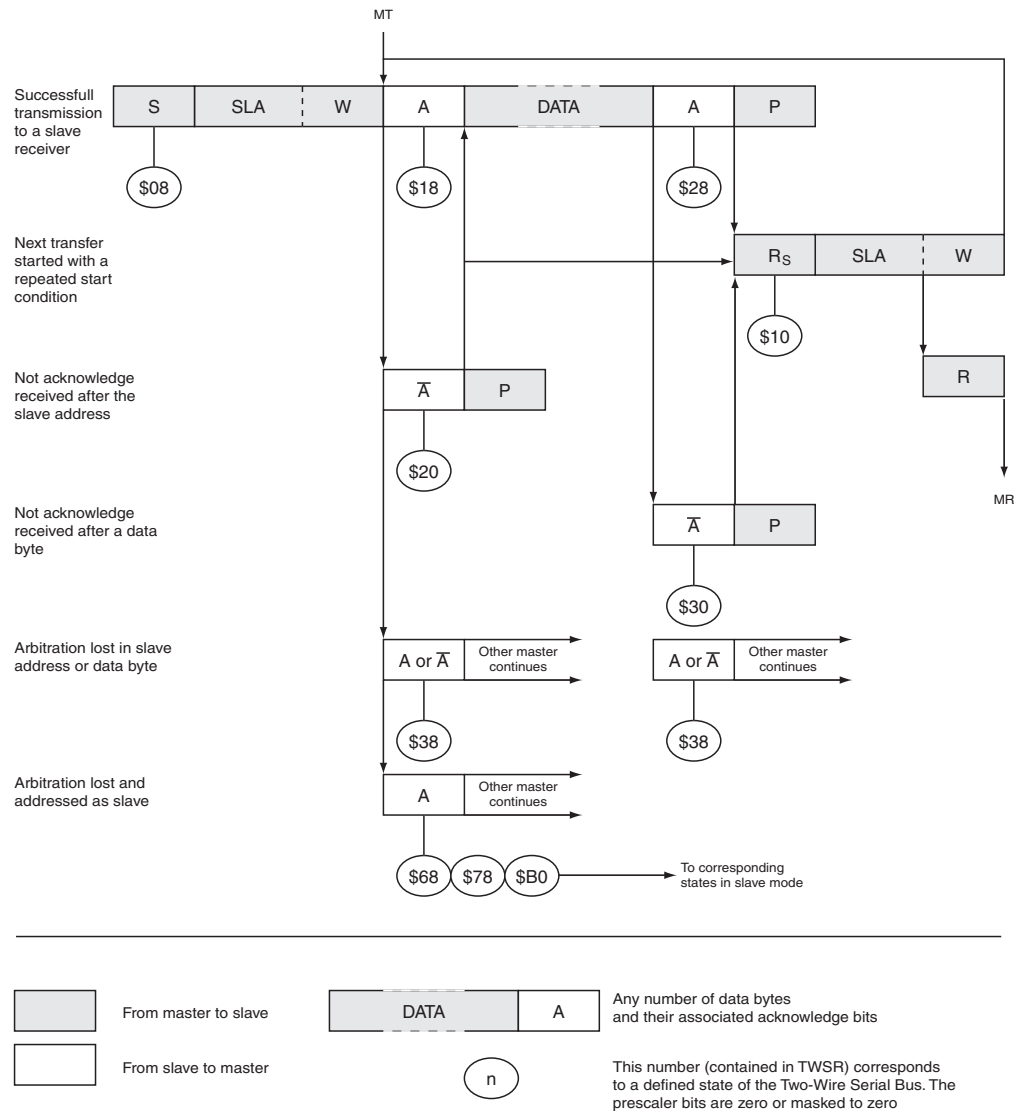 MT
Successfull
transmission
to a slave
receiver
S
SLA
W
A
DATA
A
P
$08
$18
$28
Next transfer
started with a
repeated start
condition
RS
SLA
W
$10
Not acknowledge
received after the
slave address
A̅
P
R
$20
MR
Not acknowledge
received after a data
byte
A̅
P
$30
Arbitration lost in slave
address or data byte
A or A̅
Other master
continues
A or A̅
Other master
continues
$38
$38
Arbitration lost and
addressed as slave
A
Other master
continues
$68
$78
$B0
To corresponding
states in slave mode
From master to slave
DATA
A
Any number of data bytes
and their associated acknowledge bits
From slave to master
n
This number (contained in TWSR) corresponds
to a defined state of the Two-Wire Serial Bus. The
prescaler bits are zero or masked to zero